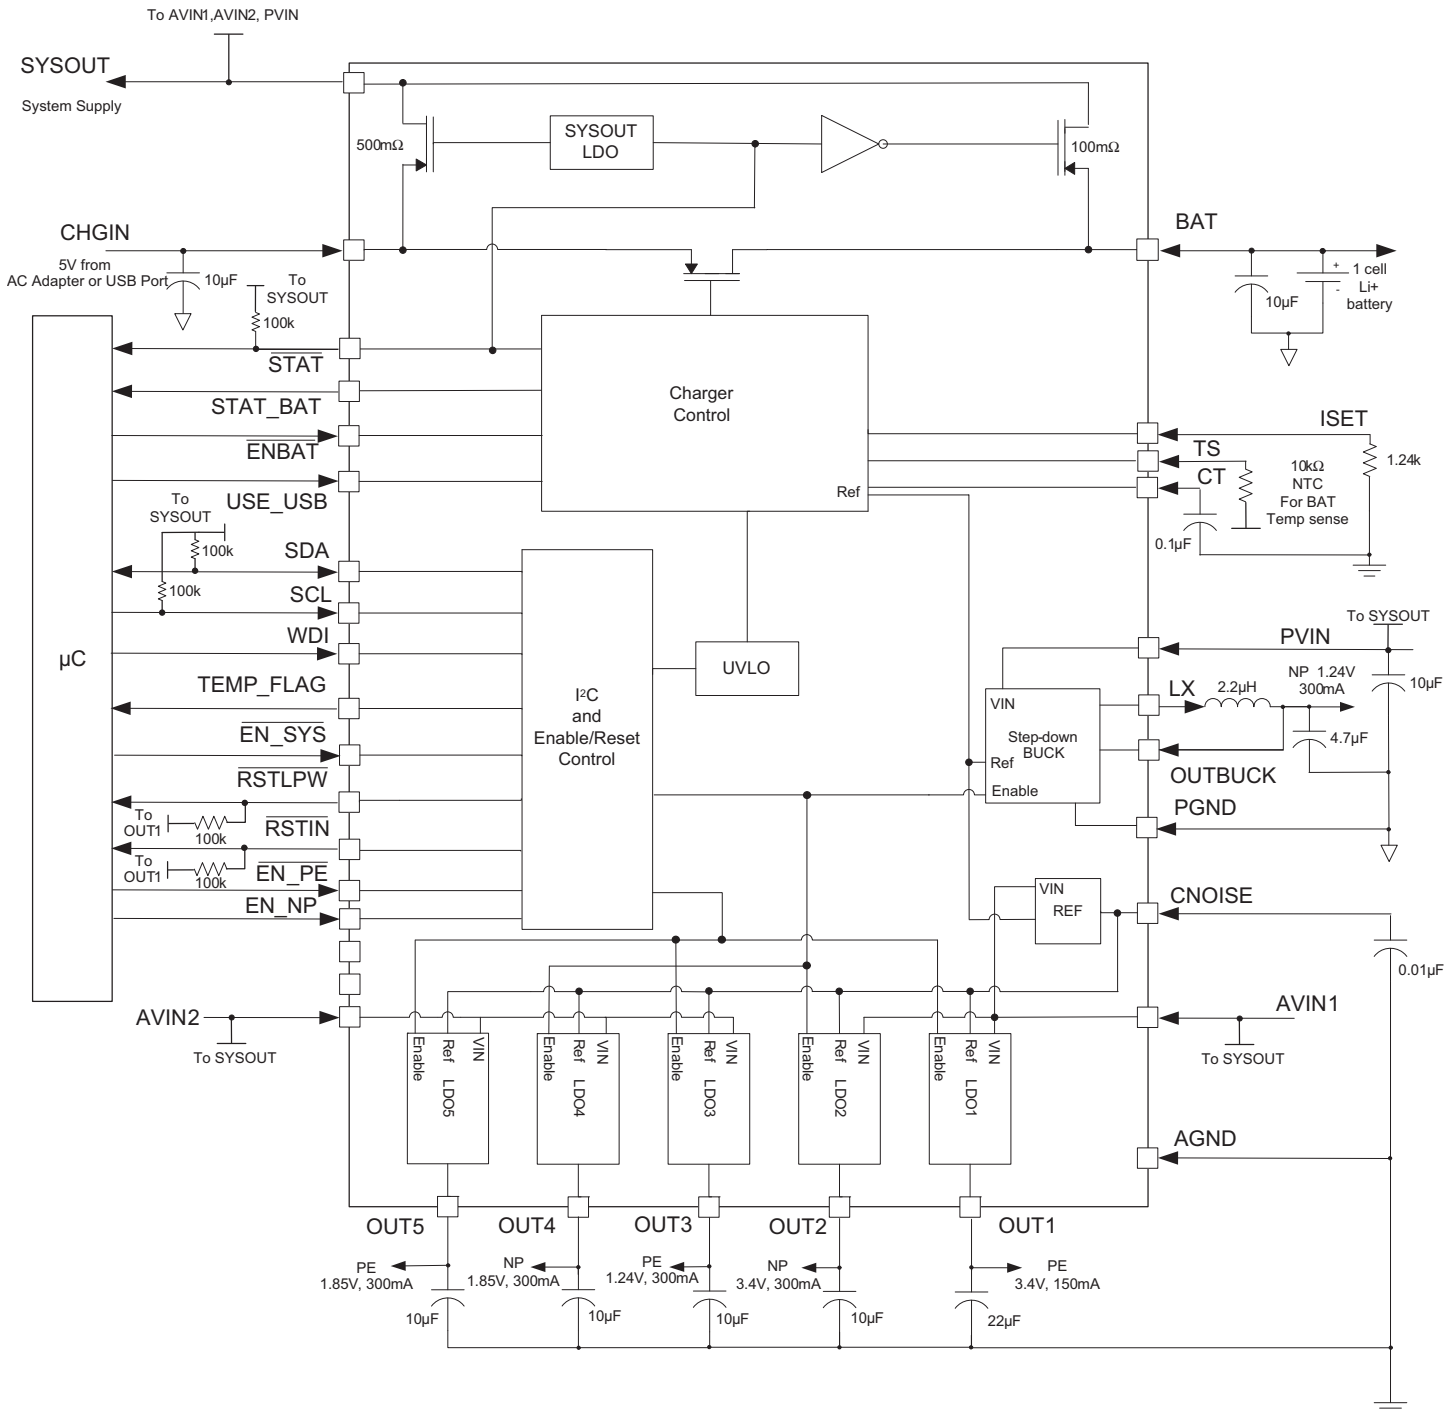 To AVIN1,AVIN2, PVIN
SYSOUT
System Supply
500mΩ
SYSOUT
LDO
100mΩ
CHGIN
5V from
AC Adapter or USB Port
10µF
To
SYSOUT
100k
BAT
10µF
+
-
1 cell
Li+
battery
STAT
STAT_BAT
ENBAT
USE_USB
Charger
Control
Ref
ISET
TS
CT
1.24k
10kΩ
NTC
For BAT
Temp sense
0.1µF
To
SYSOUT
100k
100k
SDA
SCL
WDI
TEMP_FLAG
EN_SYS
RSTLPW
RSTIN
EN_PE
EN_NP
To
OUT1
100k
To
OUT1
100k
µC
I²C
and
Enable/Reset
Control
UVLO
VIN
Step-down
BUCK
Ref
Enable
PVIN
To SYSOUT
LX
2.2µH
NP 1.24V
300mA
10µF
4.7µF
OUTBUCK
PGND
VIN
REF
CNOISE
0.01µF
AVIN2
To SYSOUT
AVIN1
To SYSOUT
Enable
Ref
VIN
LDO5
Enable
Ref
VIN
LDO4
Enable
Ref
VIN
LDO3
Enable
Ref
VIN
LDO2
Enable
Ref
VIN
LDO1
AGND
OUT5
OUT4
OUT3
OUT2
OUT1
PE
1.85V, 300mA
NP
1.85V, 300mA
PE
1.24V, 300mA
NP
3.4V, 300mA
PE
3.4V, 150mA
10µF
10µF
10µF
10µF
22µF